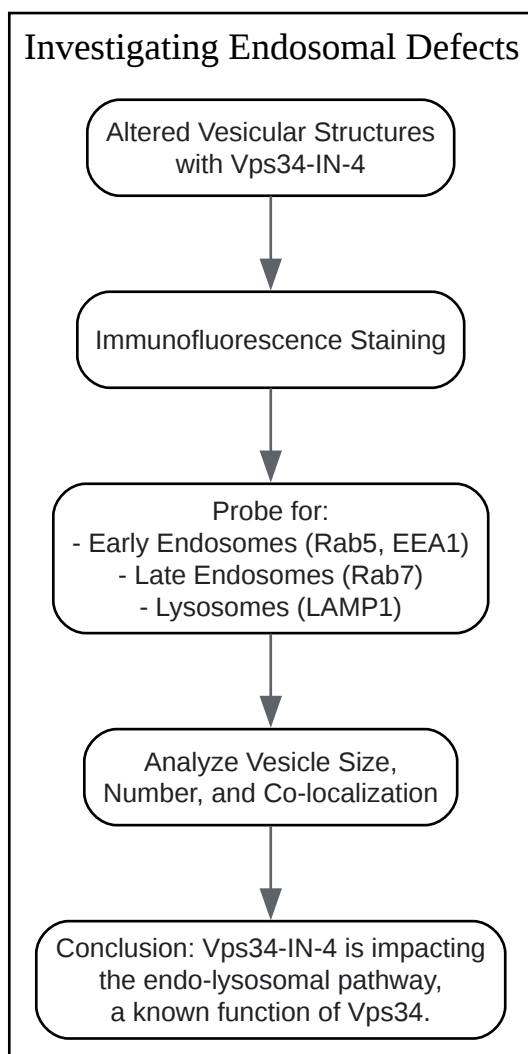 Investigating Endosomal Defects
Altered Vesicular Structures
with Vps34-IN-4
Immunofluorescence Staining
Probe for:
- Early Endosomes (Rab5, EEA1)
- Late Endosomes (Rab7)
- Lysosomes (LAMP1)
Analyze Vesicle Size,
Number, and Co-localization
Conclusion: Vps34-IN-4 is impacting
the endo-lysosomal pathway,
a known function of Vps34.